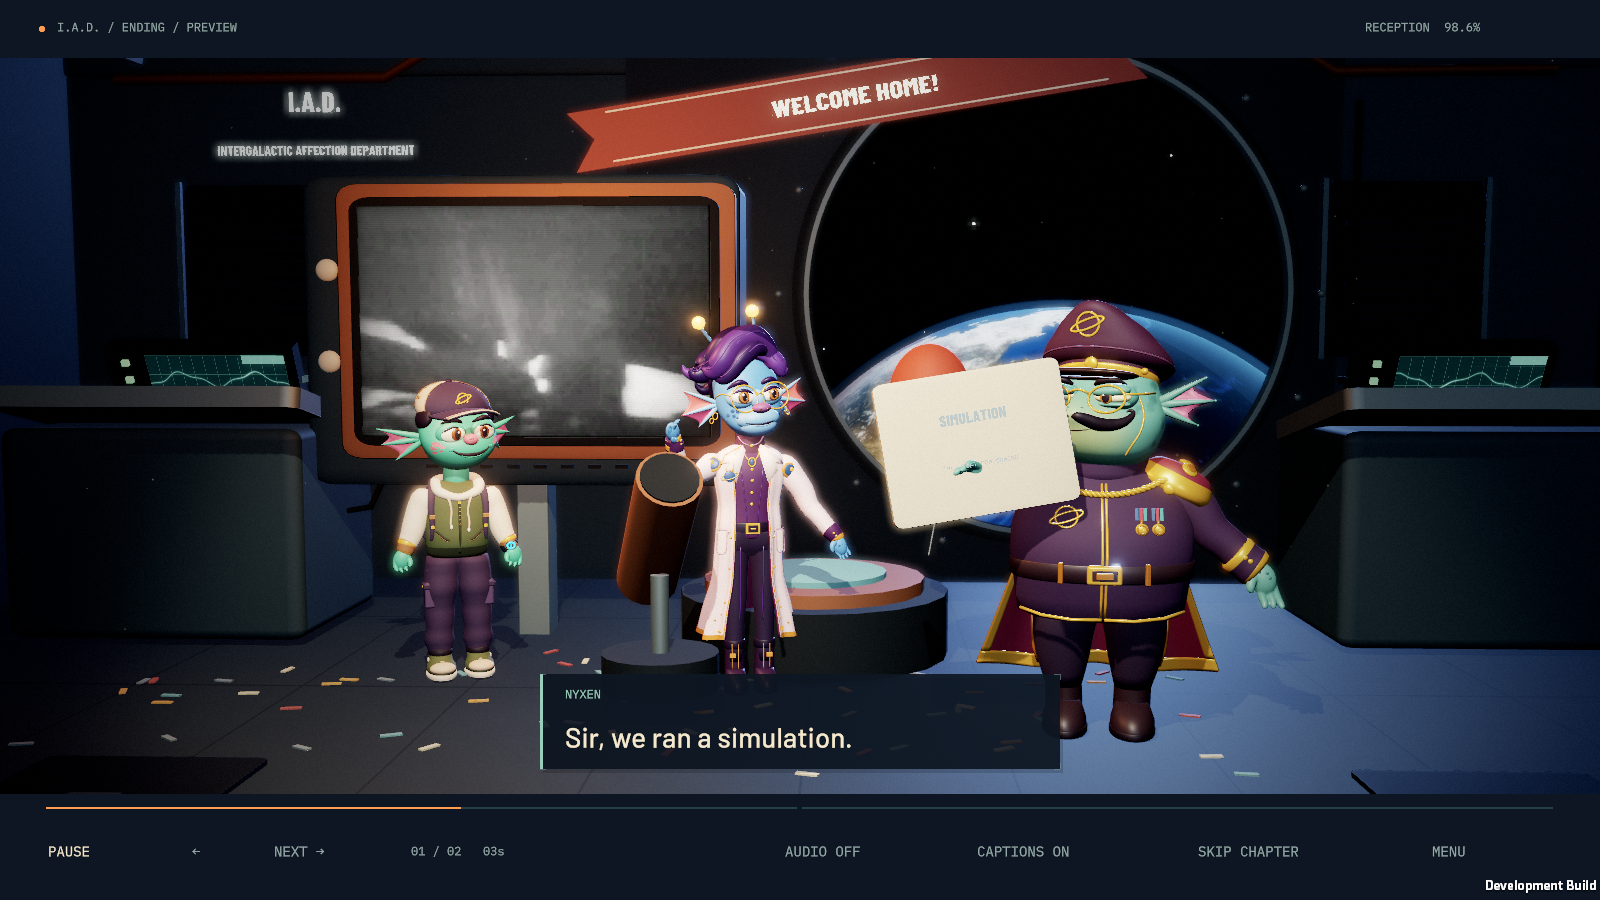 I.A.D. / ENDING / PREVIEW
RECEPTION 98.6%
I.A.D.
INTERGALACTIC AFFECTION DEPARTMENT
WELCOME HOME!
SIMULATION
NYXEN
Sir, we ran a simulation.
PAUSE
←
NEXT →
01 / 02 03s
AUDIO OFF
CAPTIONS ON
SKIP CHAPTER
MENU
Development Build